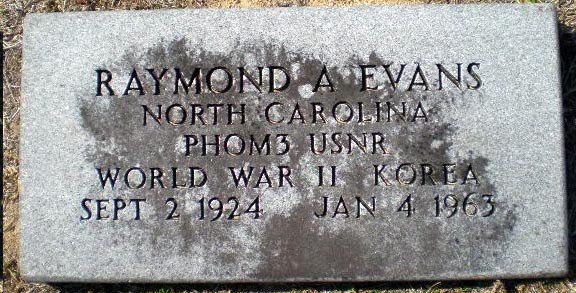 RAYMOND A EVANS
NORTH CAROLINA
PHOM3 USNR
WORLD WAR II KOREA
SEPT 2 1924 JAN 4 1963